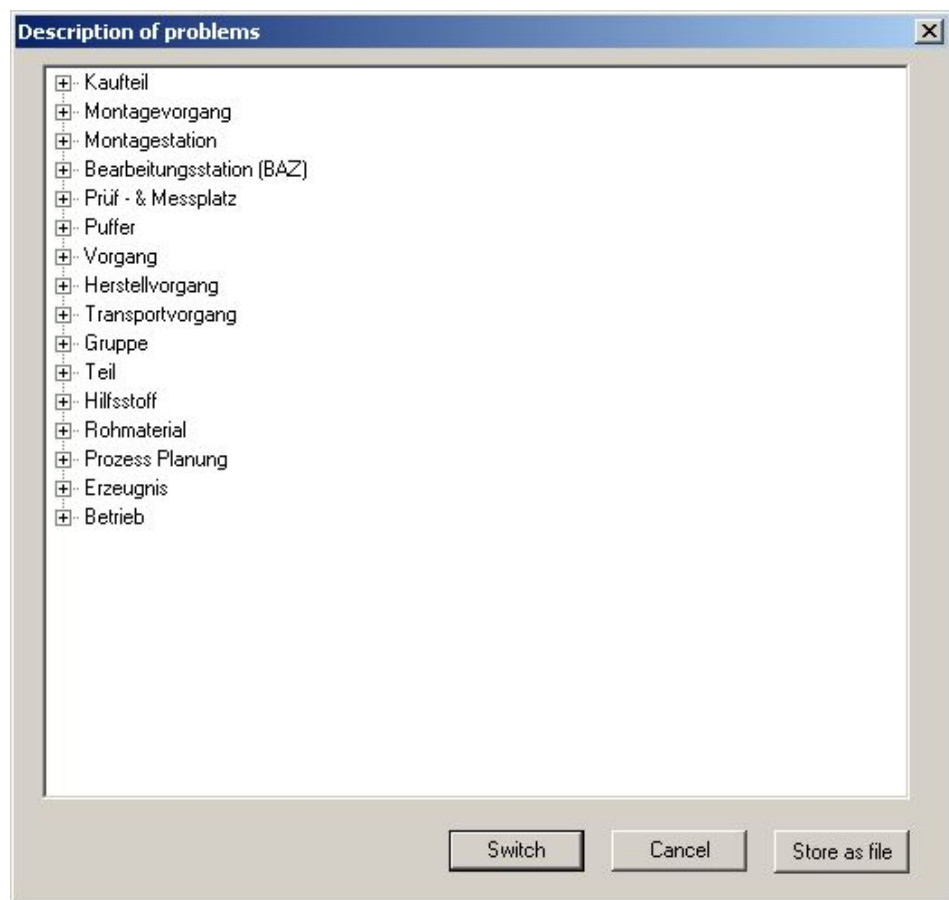 Description of problems
Kaufteil
Montagevorgang
Montagestation
Bearbeitungsstation (BAZ)
Prüf - & Messplatz
Puffer
Vorgang
Herstellvorgang
Transportvorgang
Gruppe
Teil
Hilfsstoff
Rohmaterial
Prozess Planung
Erzeugnis
Betrieb
Switch Cancel Store as file